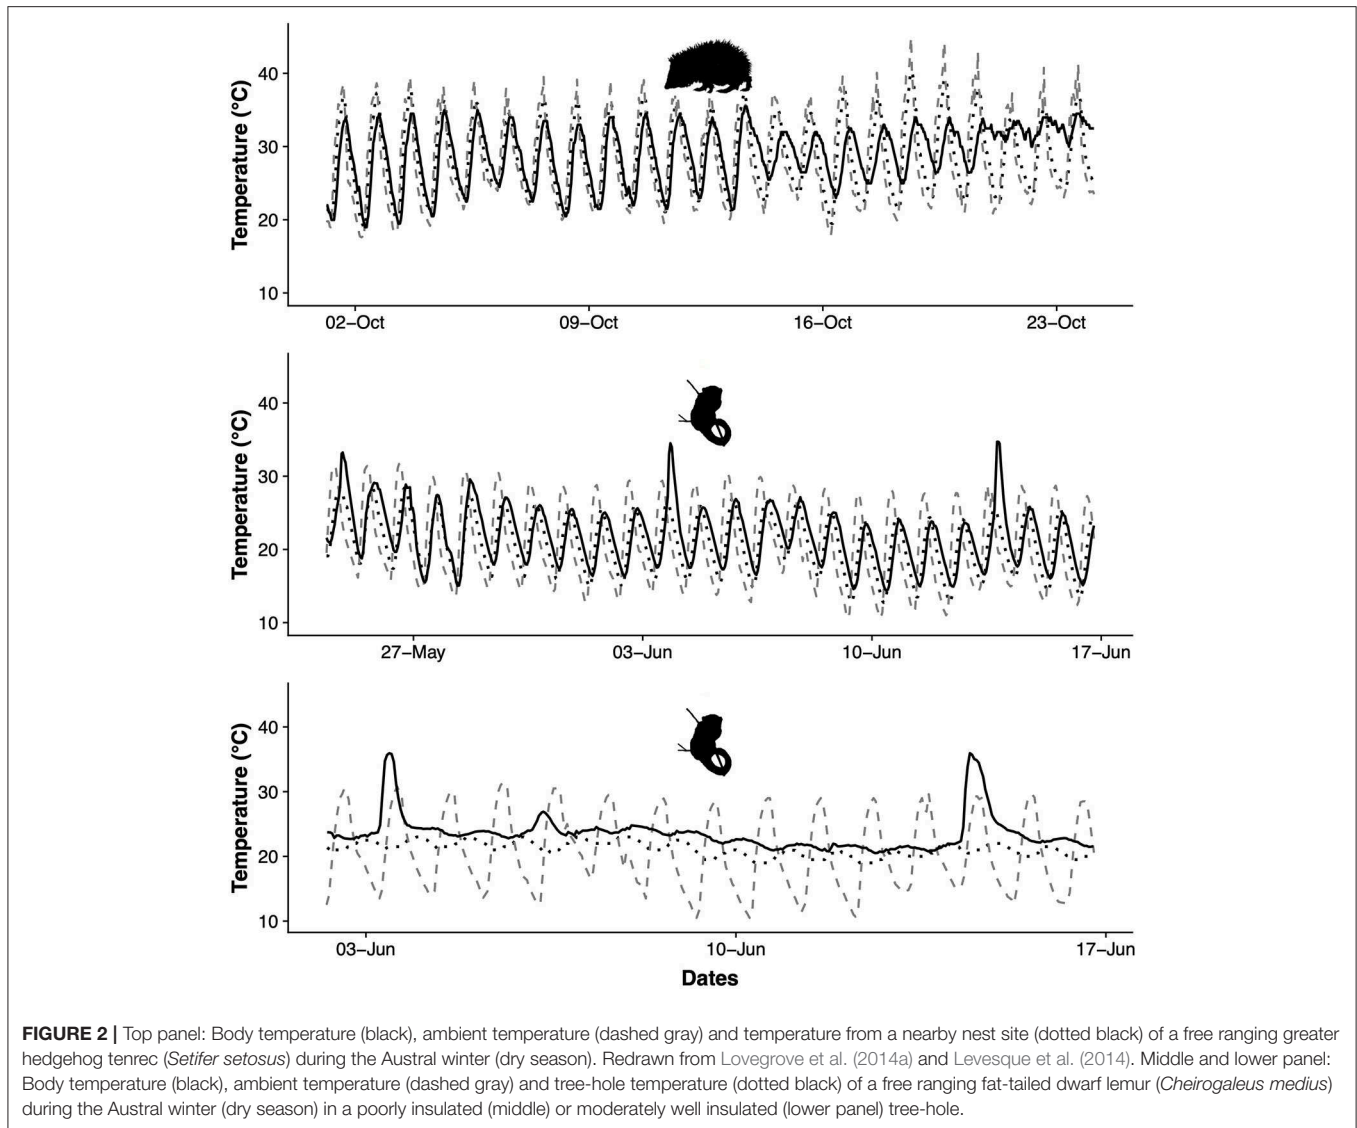 40
30
20
10
Temperature (°C)
02–Oct 09–Oct 16–Oct 23–Oct
40
30
20
10
Temperature (°C)
27–May 03–Jun 10–Jun 17–Jun
40
30
20
10
Temperature (°C)
03–Jun 10–Jun 17–Jun
Dates
FIGURE 2 | Top panel: Body temperature (black), ambient temperature (dashed gray) and temperature from a nearby nest site (dotted black) of a free ranging greater
hedgehog tenrec (Setifer setosus) during the Austral winter (dry season). Redrawn from Lovegrove et al. (2014a) and Levesque et al. (2014). Middle and lower panel:
Body temperature (black), ambient temperature (dashed gray) and tree-hole temperature (dotted black) of a free ranging fat-tailed dwarf lemur (Cheirogaleus medius)
during the Austral winter (dry season) in a poorly insulated (middle) or moderately well insulated (lower panel) tree-hole.